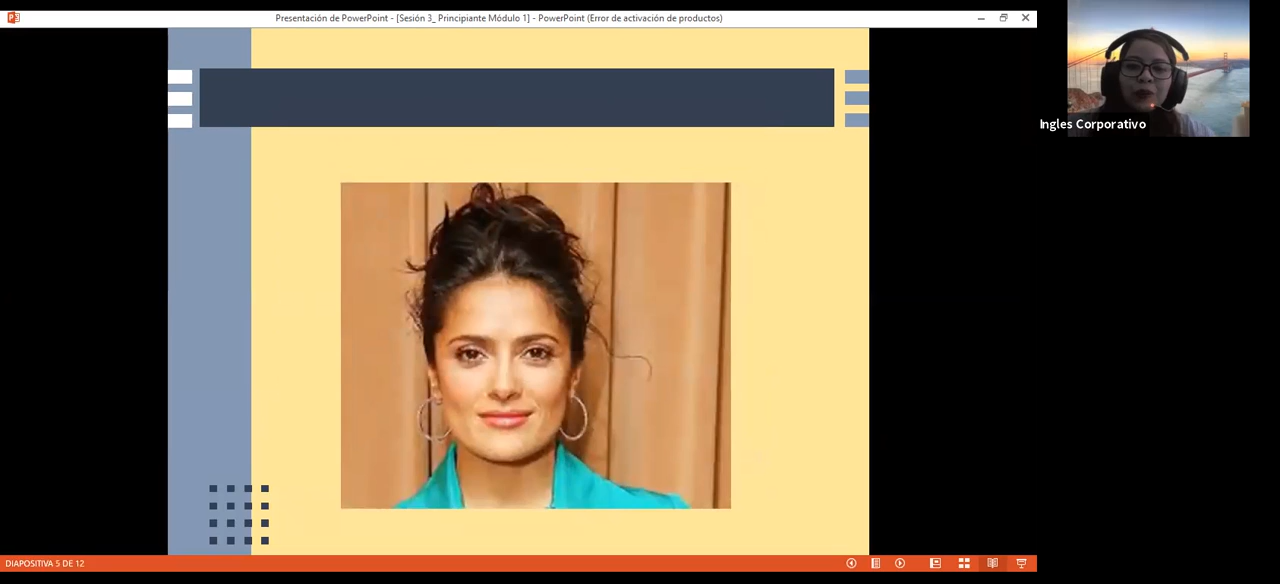 Presentación de PowerPoint - [Sesión 3_ Principiante Módulo 1] - PowerPoint (Error de activación de productos)
Ingles Corporativo
DIAPOSITIVA 5 DE 12